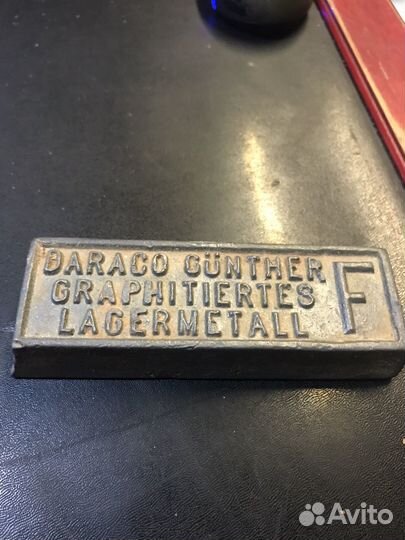 DARACO GÜNTHER
GRAPHITIERTES
LAGERMETALL
F
Avito